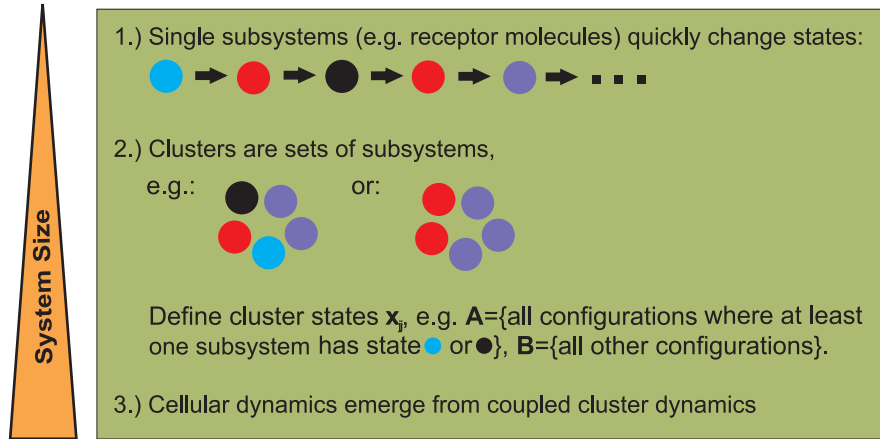 System Size
1.) Single subsystems (e.g. receptor molecules) quickly change states:
2.) Clusters are sets of subsystems,
e.g.: or:
Define cluster states x_j, e.g. A={all configurations where at least
one subsystem has state or }, B={all other configurations}.
3.) Cellular dynamics emerge from coupled cluster dynamics